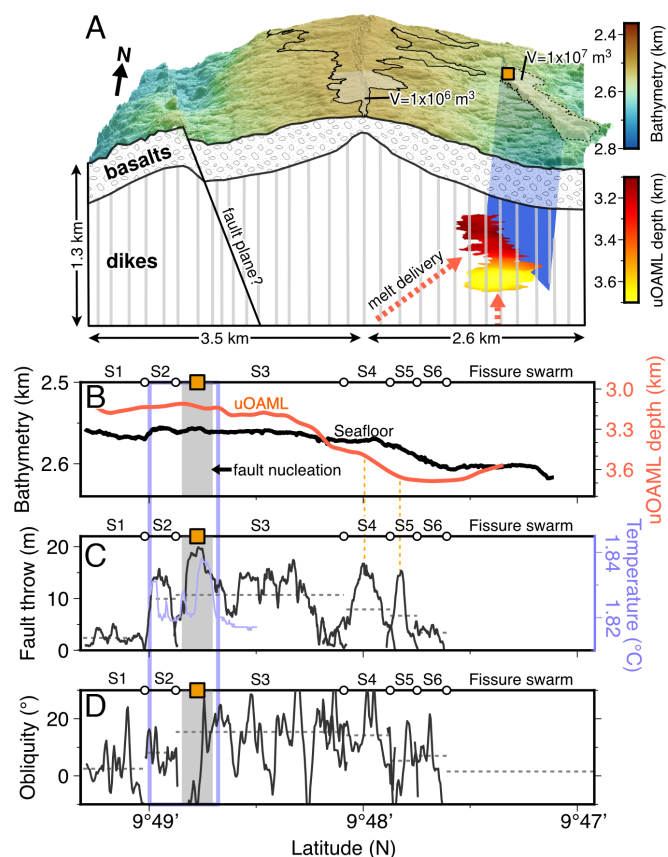 A
N
V=1x10⁷ m³
V=1x10⁶ m³
basalts
dikes
fault plane?
melt delivery
1.3 km
3.5 km
2.6 km
2.4
2.6
2.8
Bathymetry (km)
3.2
3.4
3.6
uOAML depth (km)
S1 S2 S3 S4 S5 S6 Fissure swarm
B
2.5
2.6
Bathymetry (km)
uOAML
Seafloor
fault nucleation
3.0
3.3
3.6
uOAML depth (km)
S1 S2 S3 S4 S5 S6 Fissure swarm
C
20
10
0
Fault throw (m)
1.84
1.82
Temperature (°C)
S1 S2 S3 S4 S5 S6 Fissure swarm
D
20
0
Obliquity (°)
9°49' 9°48' 9°47'
Latitude (N)